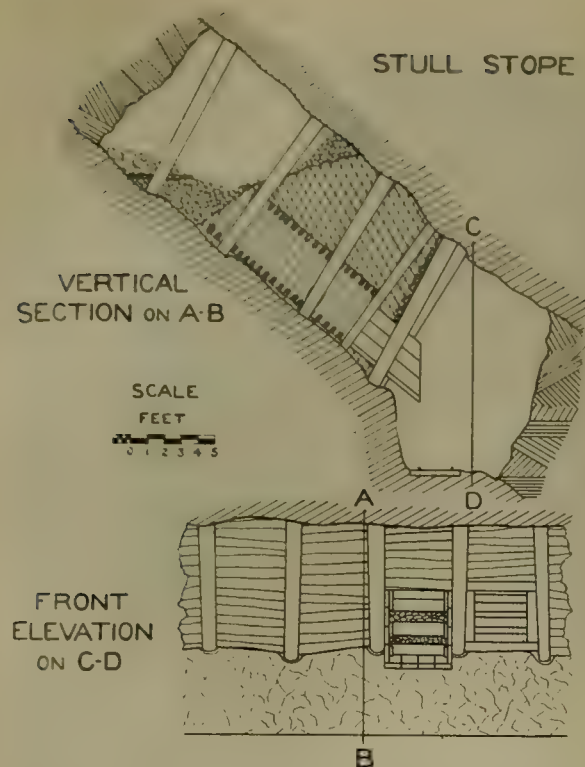 STULL STOPE
C
VERTICAL
SECTION ON A-B
SCALE
FEET
0 1 2 3 4 5
A
D
FRONT
ELEVATION
ON C-D
B